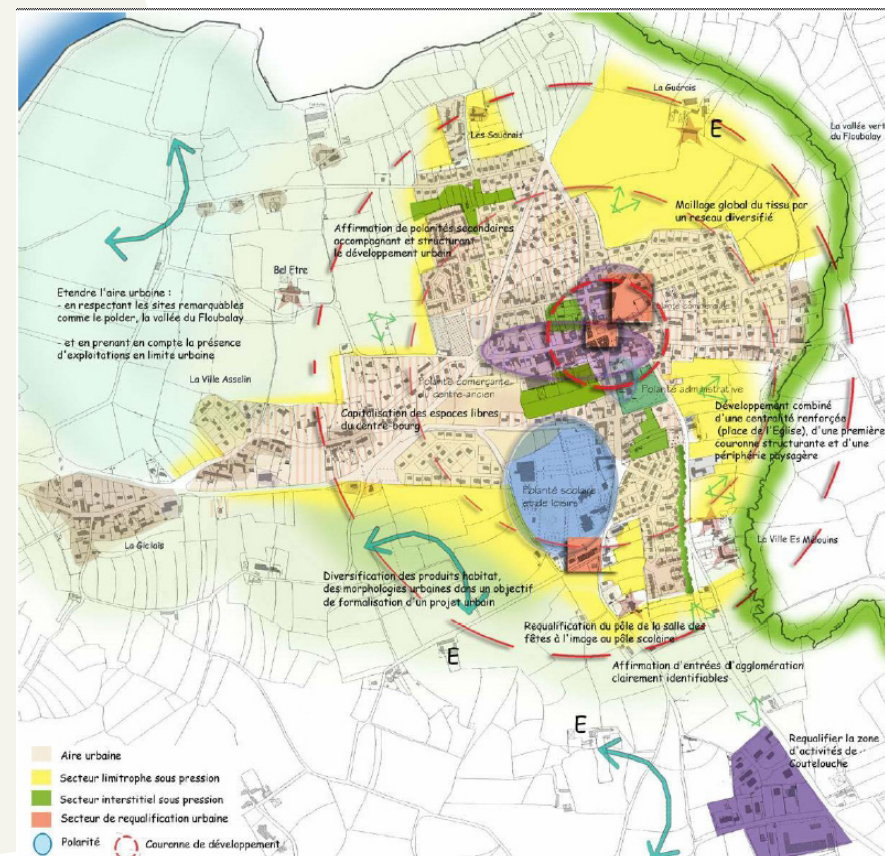 La Guérais
E
Les Saudrais
La vallée vert
du Floubalay
Maillage global du tissu par
un reseau diversifié
Affirmation de polarités secondaires
accompagnant et structurant
le développement urbain
Bel Etre
Etendre l'aire urbaine :
- en respectant les sites remarquables
comme le polder, la vallée du Floubalay
- et en prenant en compte la présence
d'exploitations en limite urbaine
La Ville Asselin
Polarité commerçante
du centre-ancien
Polarité administrative
Capitalisation des espaces libres
du centre-bourg
Développement combiné
d'une centralité renforcée
(place de l'Eglise), d'une première
couronne structurante et d'une
périphérie paysagère
Polarité scolaire
et de loisirs
La Giclais
La Ville Es Mélouins
Diversification des produits habitat,
des morphologies urbaines dans un objectif
de formalisation d'un projet urbain
Requalification du pôle de la salle des
fêtes à l'image du pôle scolaire
E
Affirmation d'entrées d'agglomération
clairement identifiables
E
Requalifier la zone
d'activités de
Coutelouche
Aire urbaine
Secteur limitrophe sous pression
Secteur interstitiel sous pression
Secteur de requalification urbaine
Polarité
Couronne de développement